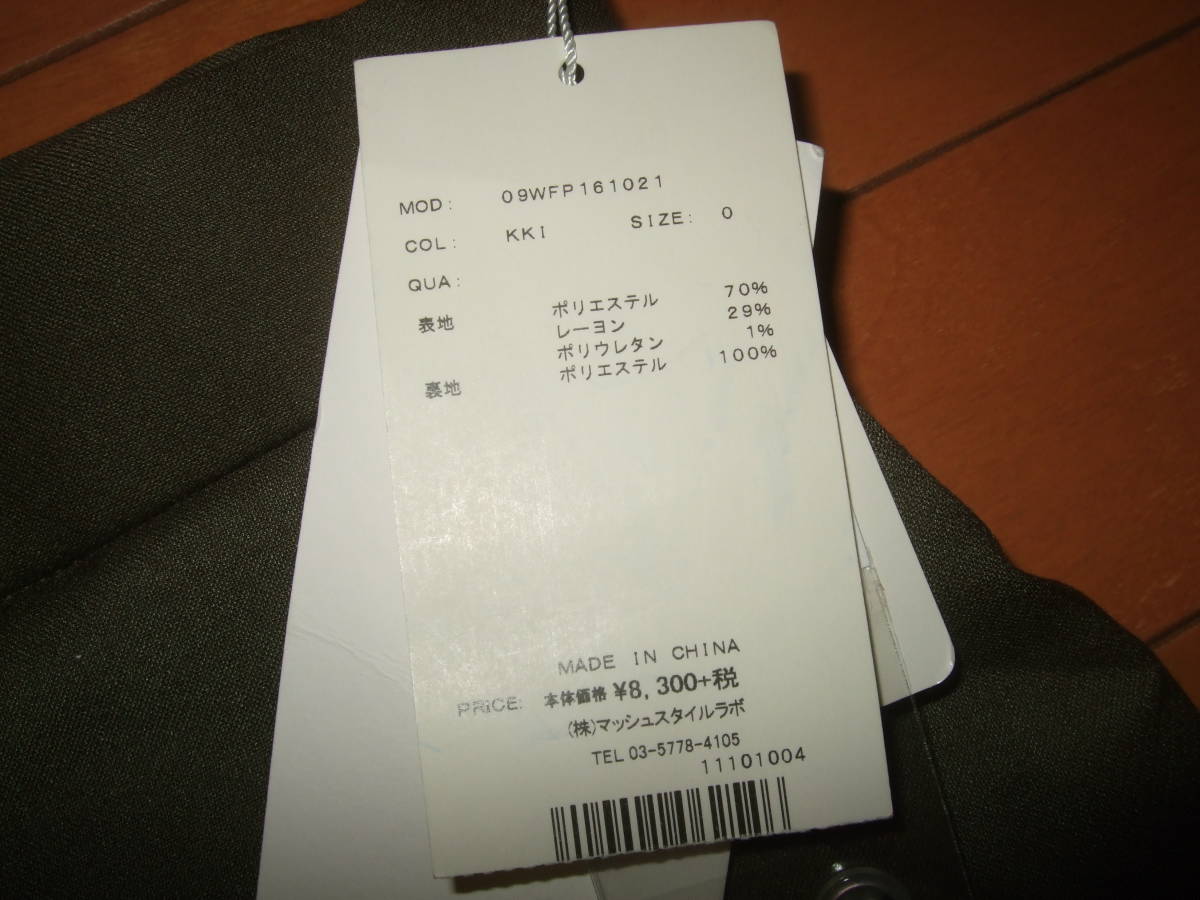 MOD: 09WFP161021
COL: KKI SIZE: 0
QUA:
表地 ポリエステル 70%
レーヨン 29%
ポリウレタン 1%
裏地 ポリエステル 100%
MADE IN CHINA
PRICE: 本体価格 ¥8,300+税
(株)マッシュスタイルラボ
TEL 03-5778-4105
11101004